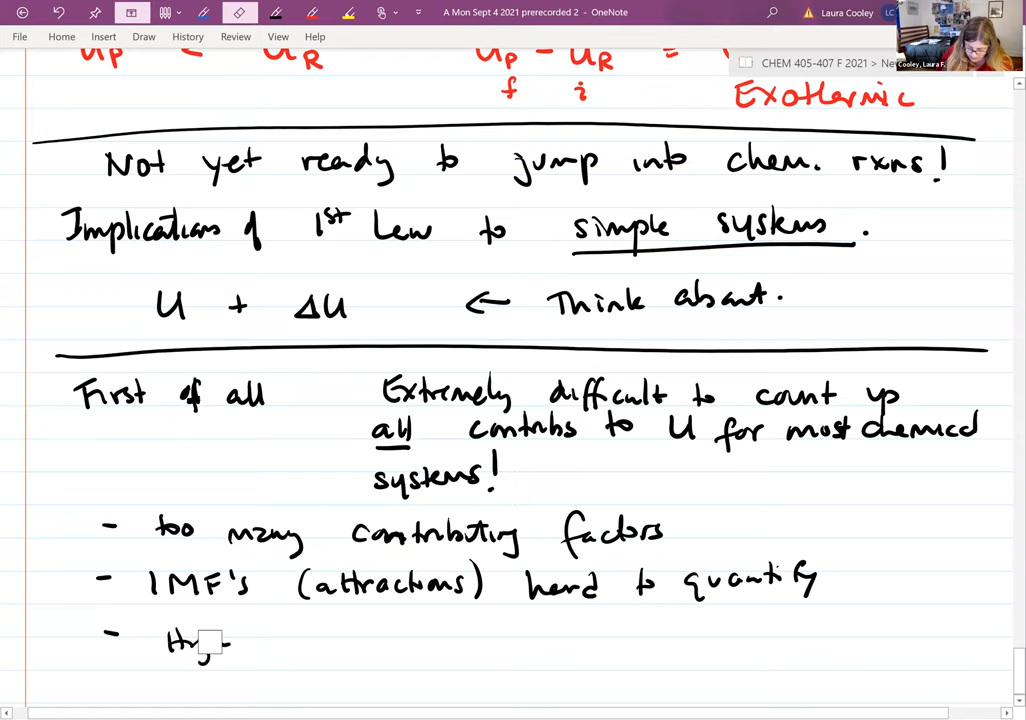 A Mon Sept 4 2021 prerecorded 2 - OneNote
Laura Cooley LC
File Home Insert Draw History Review View Help
Cooley, Laura F.
CHEM 405-407 F 2021 >
UP < UR UP - UR =
f i
Exothermic
Not yet ready to jump into chem. rxns!
Implications of 1st Law to simple systems.
U + ΔU ← Think about.
First of all Extremely difficult to count up
all contribs to U for most chemical
systems!
- too many contributing factors
- IMF's (attractions) hard to quantify
-